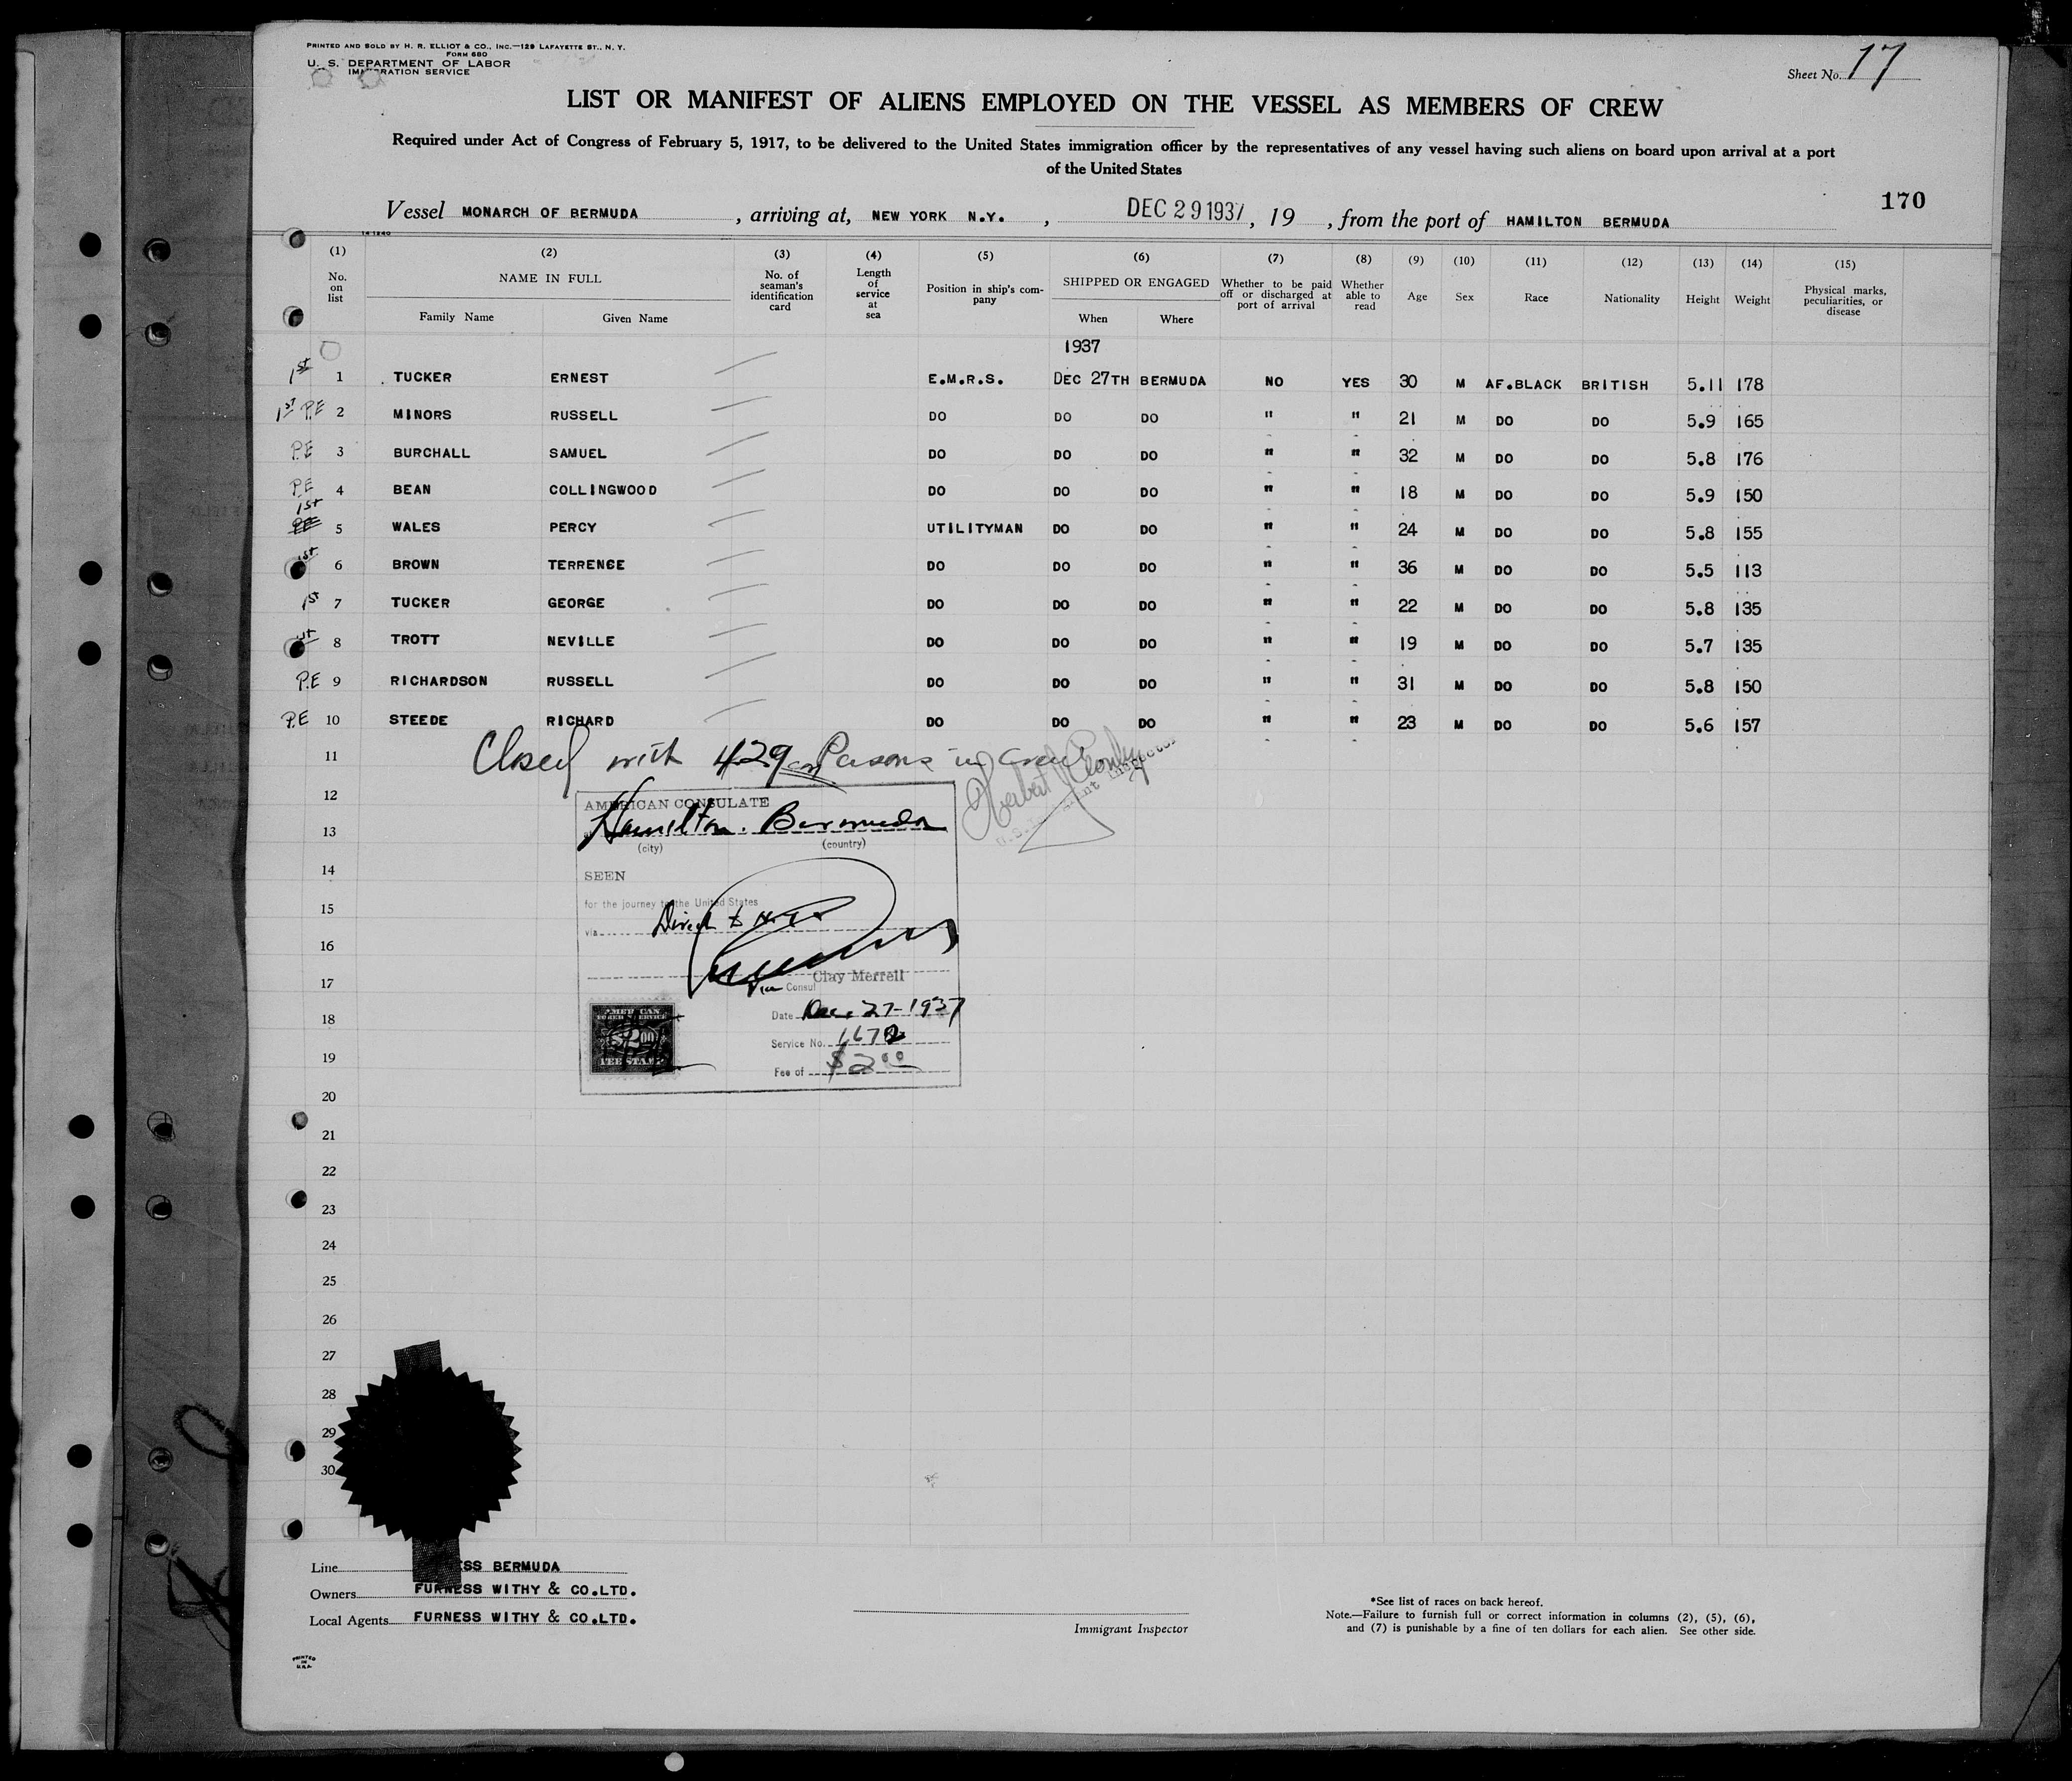 PRINTED AND SOLD BY H. R. ELLIOT & CO., INC.—129 LAFAYETTE ST., N. Y.
FORM 680
U. S. DEPARTMENT OF LABOR
IMMIGRATION SERVICE
Sheet No. 17
LIST OR MANIFEST OF ALIENS EMPLOYED ON THE VESSEL AS MEMBERS OF CREW
Required under Act of Congress of February 5, 1917, to be delivered to the United States immigration officer by the representatives of any vessel having such aliens on board upon arrival at a port
of the United States
170
Vessel MONARCH OF BERMUDA , arriving at, NEW YORK N.Y. , DEC 29 1937 , 19 , from the port of HAMILTON BERMUDA
14-1240
(1) (2) (3) (4) (5) (6) (7) (8) (9) (10) (11) (12) (13) (14) (15)
No. on list
NAME IN FULL
Family Name Given Name
No. of seaman's identification card
Length of service at sea
Position in ship's company
SHIPPED OR ENGAGED
When Where
Whether to be paid off or discharged at port of arrival
Whether able to read
Age Sex Race Nationality Height Weight
Physical marks, peculiarities, or disease
1937
1st 1 TUCKER ERNEST E.M.R.S. DEC 27TH BERMUDA NO YES 30 M AF.BLACK BRITISH 5.11 178
1st P.E 2 MINORS RUSSELL DO DO DO " " 21 M DO DO 5.9 165
P.E 3 BURCHALL SAMUEL DO DO DO " " 32 M DO DO 5.8 176
P.E 4 BEAN COLLINGWOOD DO DO DO " " 18 M DO DO 5.9 150
1st PE 5 WALES PERCY UTILITYMAN DO DO " " 24 M DO DO 5.8 155
1st 6 BROWN TERRENCE DO DO DO " " 36 M DO DO 5.5 113
1st 7 TUCKER GEORGE DO DO DO " " 22 M DO DO 5.8 135
1st 8 TROTT NEVILLE DO DO DO " " 19 M DO DO 5.7 135
P.E 9 RICHARDSON RUSSELL DO DO DO " " 31 M DO DO 5.8 150
P.E 10 STEEDE RICHARD DO DO DO " " 23 M DO DO 5.6 157
11 Closed with 429 Persons in crew
12 AMERICAN CONSULATE
13 Hamilton. Bermuda
(city) (country)
14 SEEN
15 for the journey to the United States
via Direct to N.Y.
16
17 Clay Merrell
Vice Consul
18 Date Dec. 27-1937
AMERICAN
FOREIGN SERVICE
$2.00
FEE STAMP
Service No. 1672
19 Fee of $2.00
20
21
22
23
24
25
26
27
28
29
30
Line ESS BERMUDA
Owners FURNESS WITHY & CO.LTD.
Local Agents FURNESS WITHY & CO.LTD.
Immigrant Inspector
*See list of races on back hereof.
Note.—Failure to furnish full or correct information in columns (2), (5), (6),
and (7) is punishable by a fine of ten dollars for each alien. See other side.
PRINTED
IN
U.S.A.